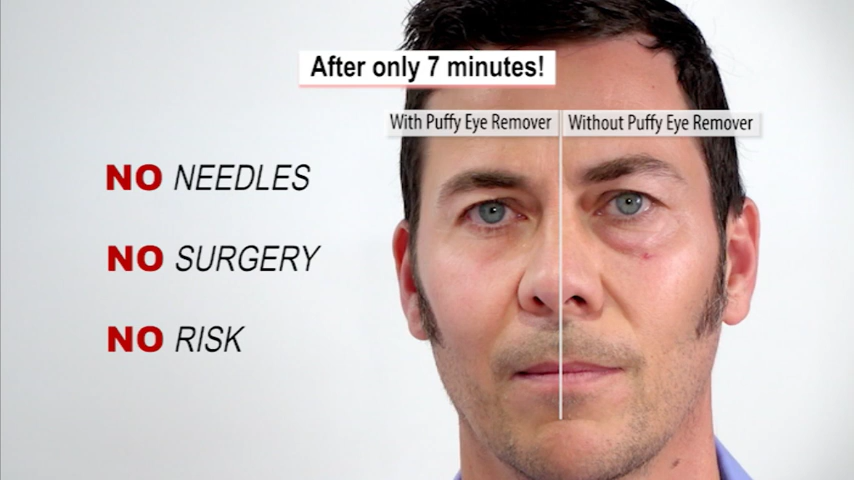 After only 7 minutes!
With Puffy Eye Remover
Without Puffy Eye Remover
NO NEEDLES
NO SURGERY
NO RISK